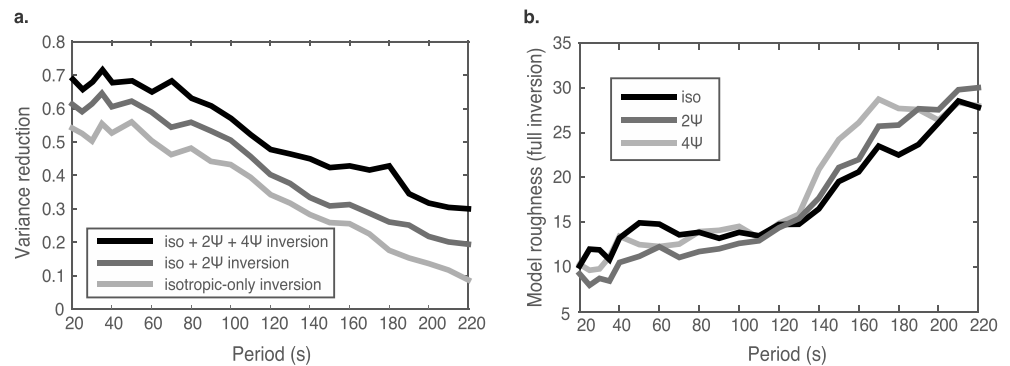 a.
Variance reduction
0.8
0.7
0.6
0.5
0.4
0.3
0.2
0.1
0
iso + 2Ψ + 4Ψ inversion
iso + 2Ψ inversion
isotropic-only inversion
20 40 60 80 100 120 140 160 180 200 220
Period (s)
b.
Model roughness (full inversion)
35
30
25
20
15
10
5
iso
2Ψ
4Ψ
20 40 60 80 100 120 140 160 180 200 220
Period (s)